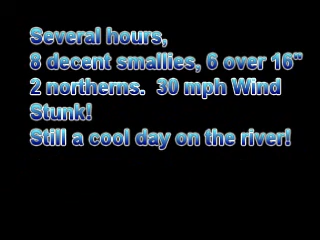 Several hours,
8 decent smallies, 6 over 16"
2 northerns.  30 mph Wind
Stunk!
Still a cool day on the river!